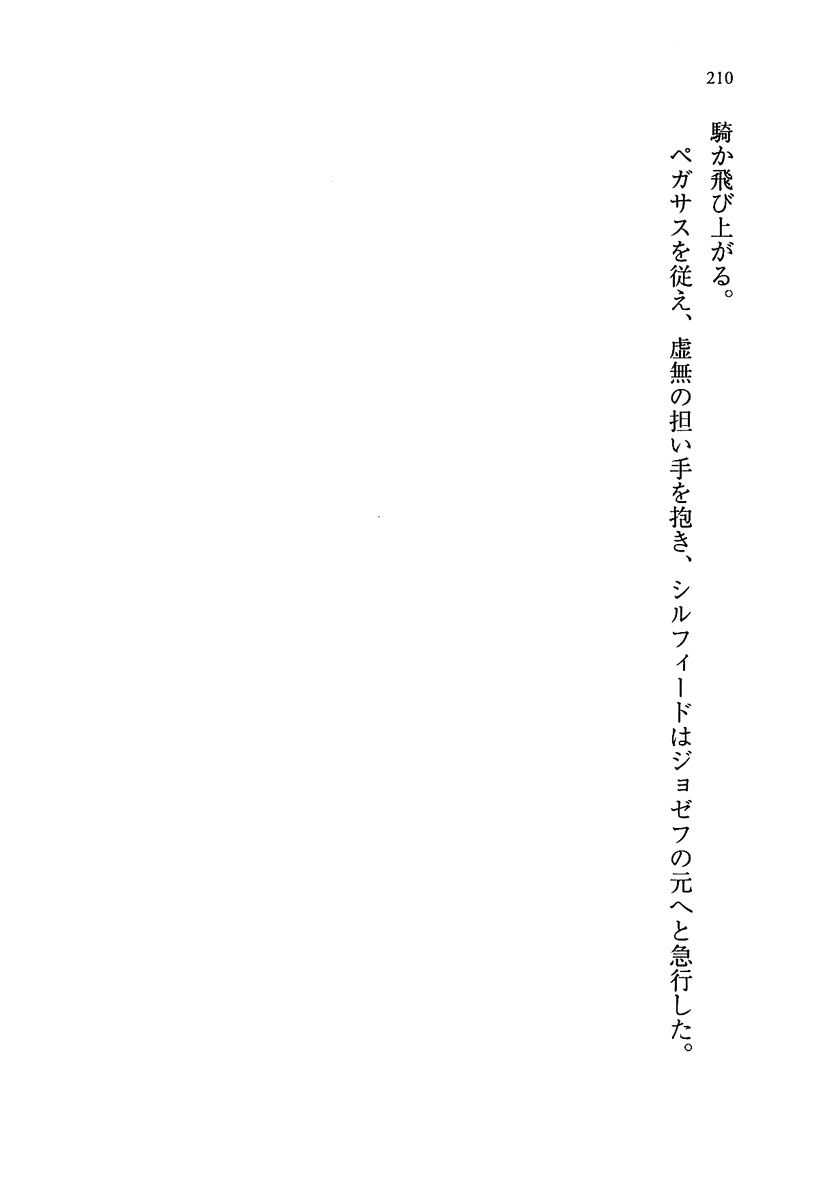 210
騎か飛び上がる。
ペガサスを従え、虚無の担い手を抱き、シルフィードはジョゼフの元へと急行した。